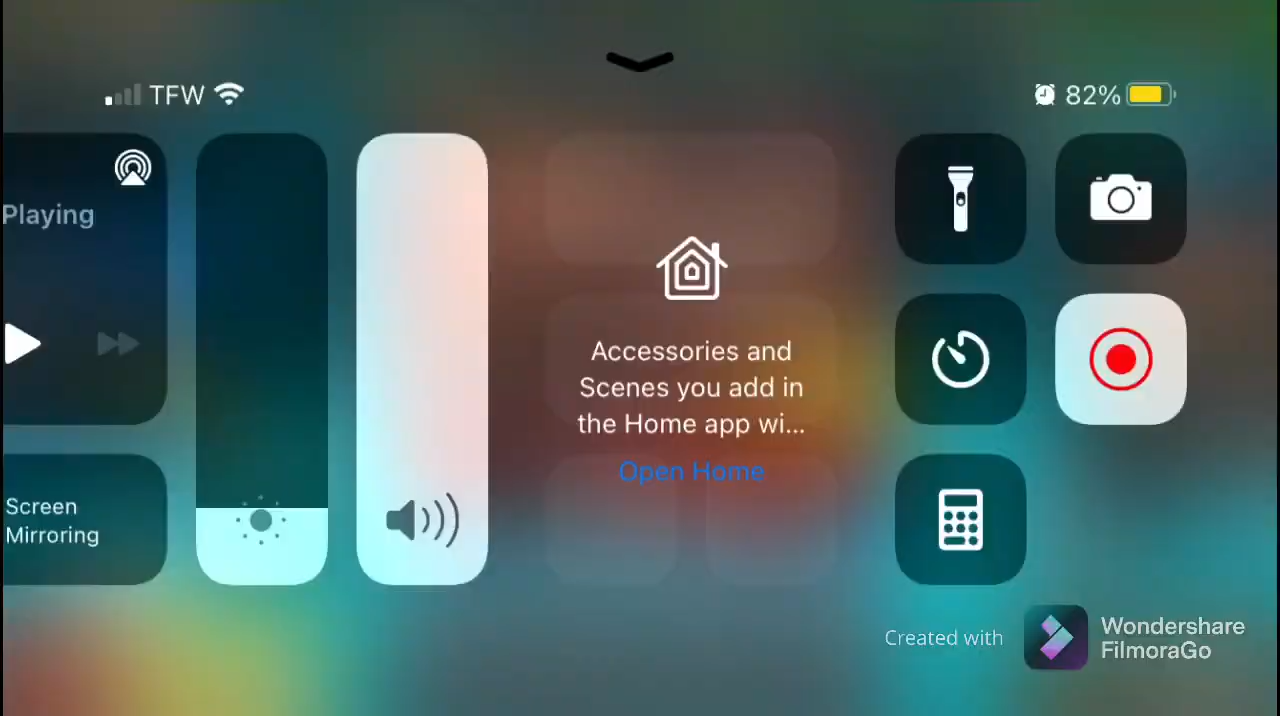 TFW
82%
Playing
Accessories and
Scenes you add in
the Home app wi...
Open Home
Screen
Mirroring
Created with
Wondershare
FilmoraGo